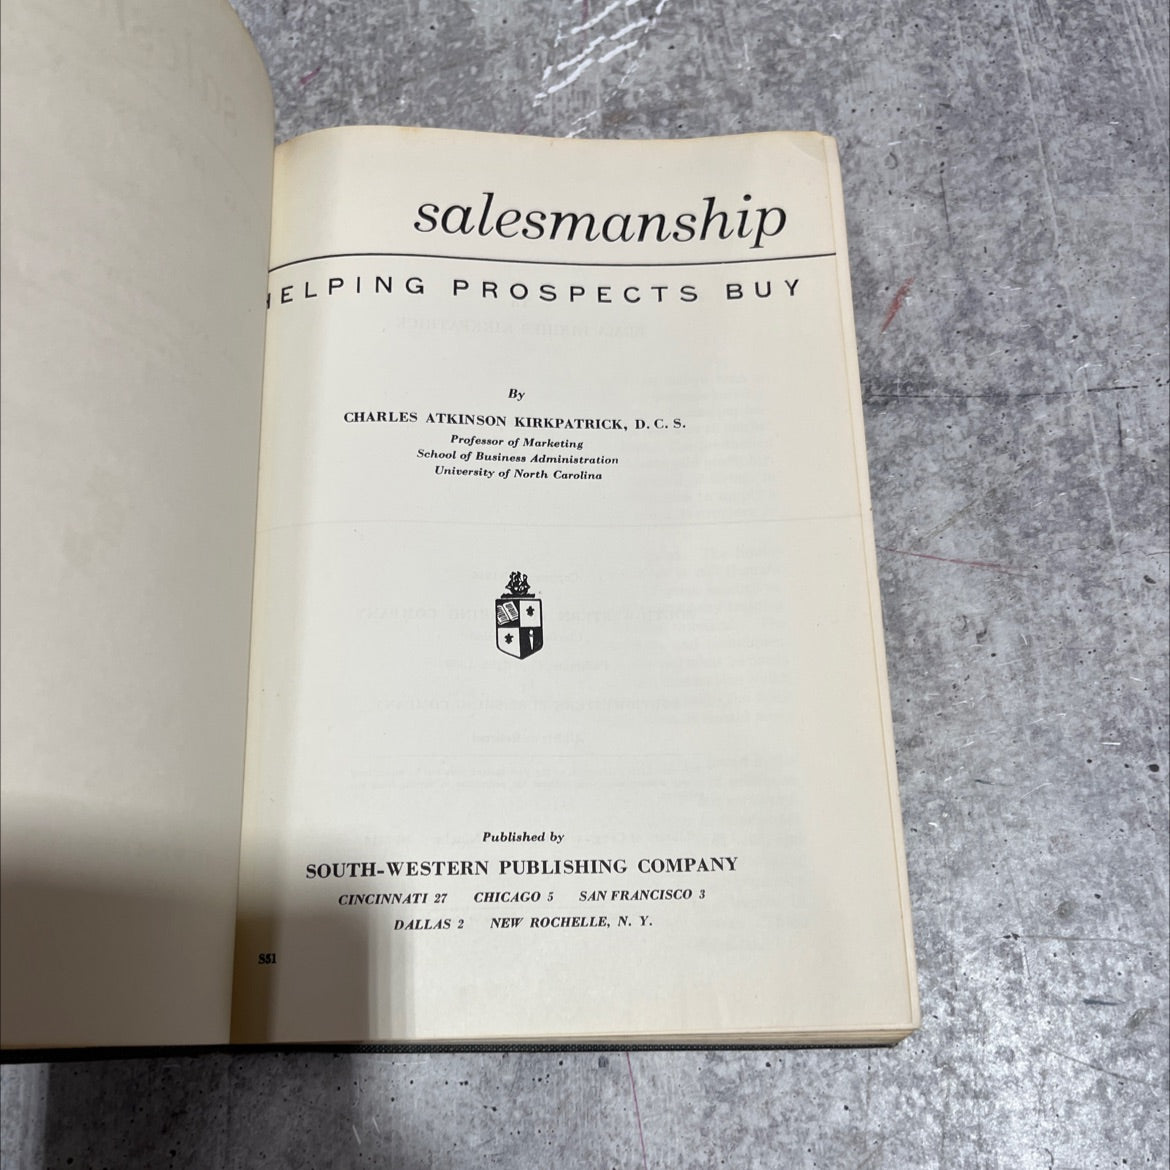 salesmanship
HELPING PROSPECTS BUY
By
CHARLES ATKINSON KIRKPATRICK, D. C. S.
Professor of Marketing
School of Business Administration
University of North Carolina
Published by
SOUTH-WESTERN PUBLISHING COMPANY
CINCINNATI 27 CHICAGO 5 SAN FRANCISCO 3
DALLAS 2 NEW ROCHELLE, N. Y.
S51